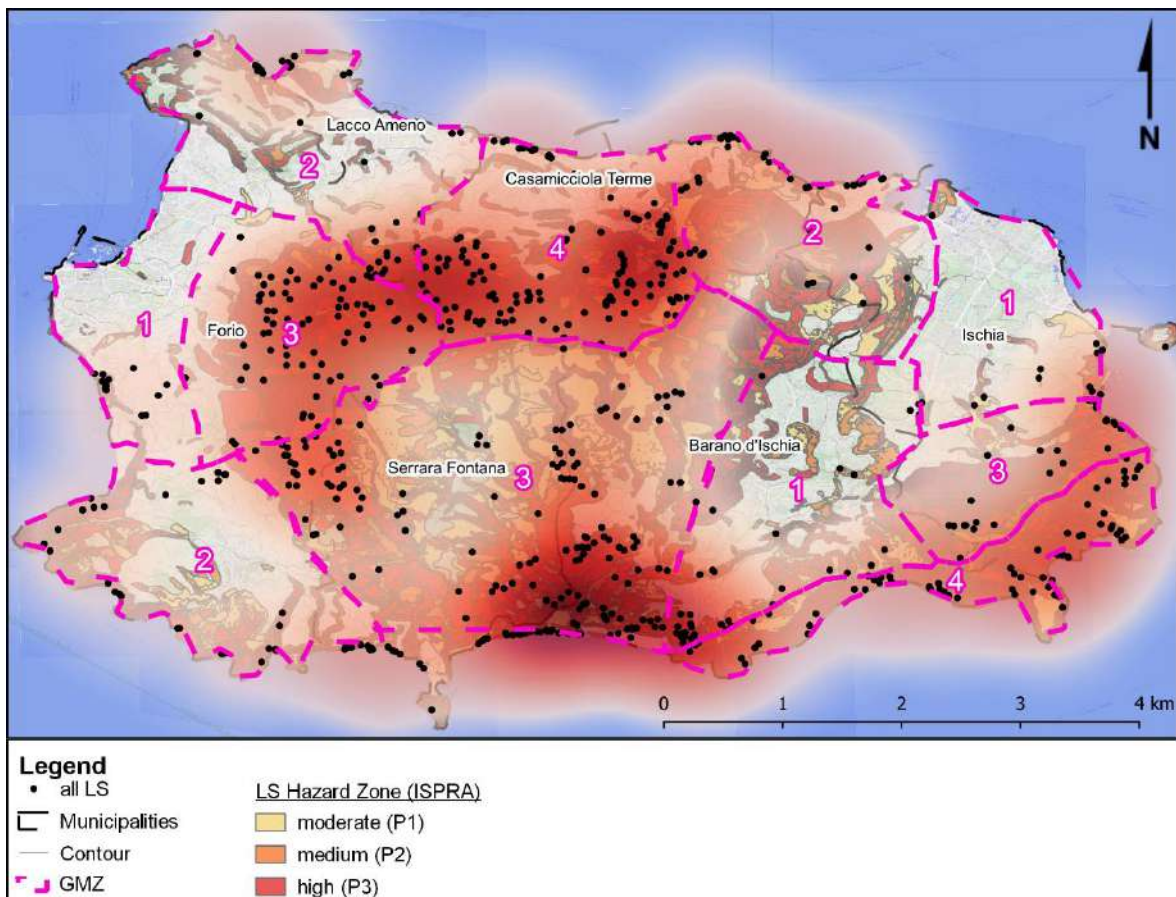 N
Lacco Ameno
2
Casamicciola Terme
4
2
1
1
Forio
3
Ischia
Serrara Fontana
3
Barano d'Ischia
1
3
2
4
0 1 2 3 4 km
Legend
all LS
Municipalities
Contour
GMZ
LS Hazard Zone (ISPRA)
moderate (P1)
medium (P2)
high (P3)